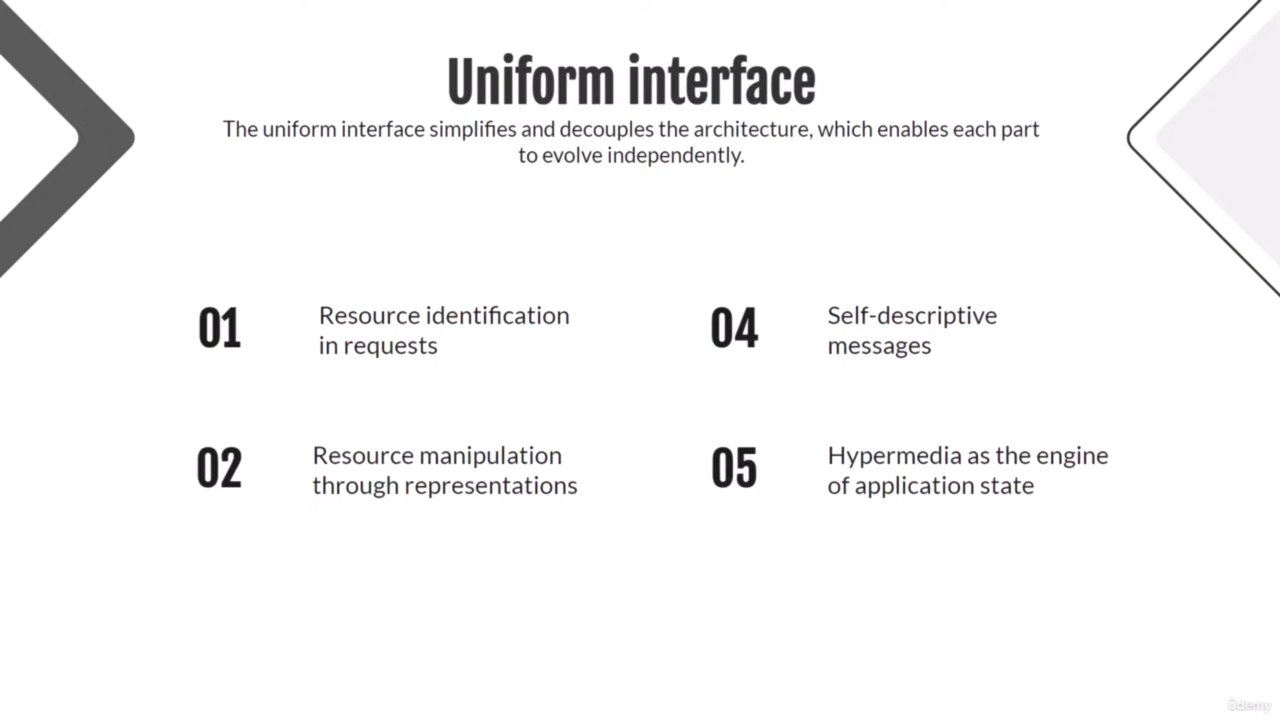 Uniform interface
The uniform interface simplifies and decouples the architecture, which enables each part
to evolve independently.
01
Resource identification
in requests
02
Resource manipulation
through representations
04
Self-descriptive
messages
05
Hypermedia as the engine
of application state
Udemy